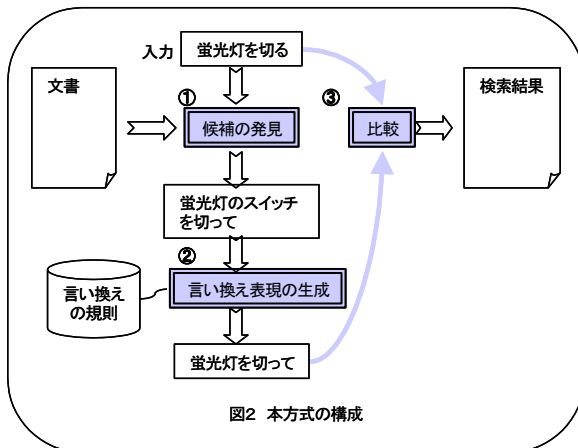 入力
蛍光灯を切る
文書
①
候補の発見
③
比較
検索結果
蛍光灯のスイッチ
を切って
②
言い換え表現の生成
言い換え
の規則
蛍光灯を切って
図2 本方式の構成